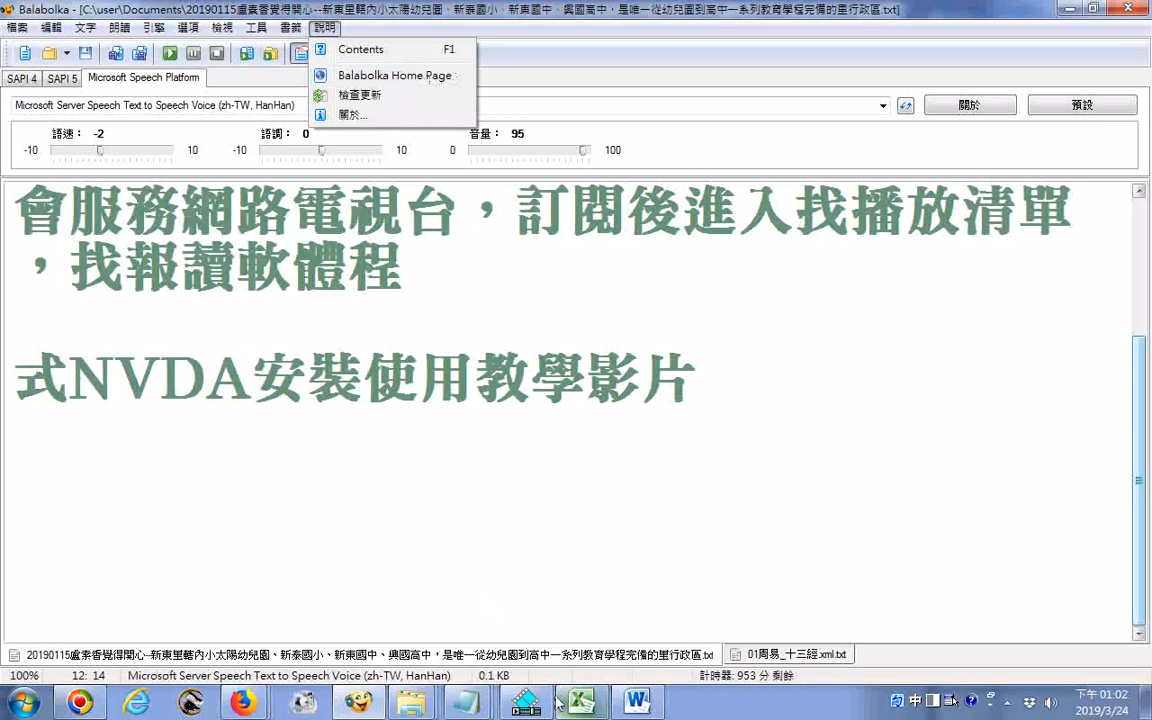 Balabolka - [C:\user\Documents\20190115盧素香覺得開心--新東里轄內小太陽幼兒園、新泰國小、新東國中、興國高中，是唯一從幼兒園到高中一系列教育學程完備的里行政區.txt]
檔案 編輯 文字 朗讀 引擎 選項 檢視 工具 書籤 說明
Contents F1
Balabolka Home Page
檢查更新
關於...
SAPI 4 SAPI 5 Microsoft Speech Platform
Microsoft Server Speech Text to Speech Voice (zh-TW, HanHan) 關於 預設
語速： -2 語調： 0 音量： 95
-10 10 -10 10 0 100
會服務網路電視台，訂閱後進入找播放清單
，找報讀軟體程
式NVDA安裝使用教學影片
20190115盧素香覺得開心--新東里轄內小太陽幼兒園、新泰國小、新東國中、興國高中，是唯一從幼兒園到高中一系列教育學程完備的里行政區.txt 01周易_十三經.xml.txt
100% 12: 14 Microsoft Server Speech Text to Speech Voice (zh-TW, HanHan) 0.1 KB 計時器: 953 分 剩餘
中
下午 01:02
2019/3/24